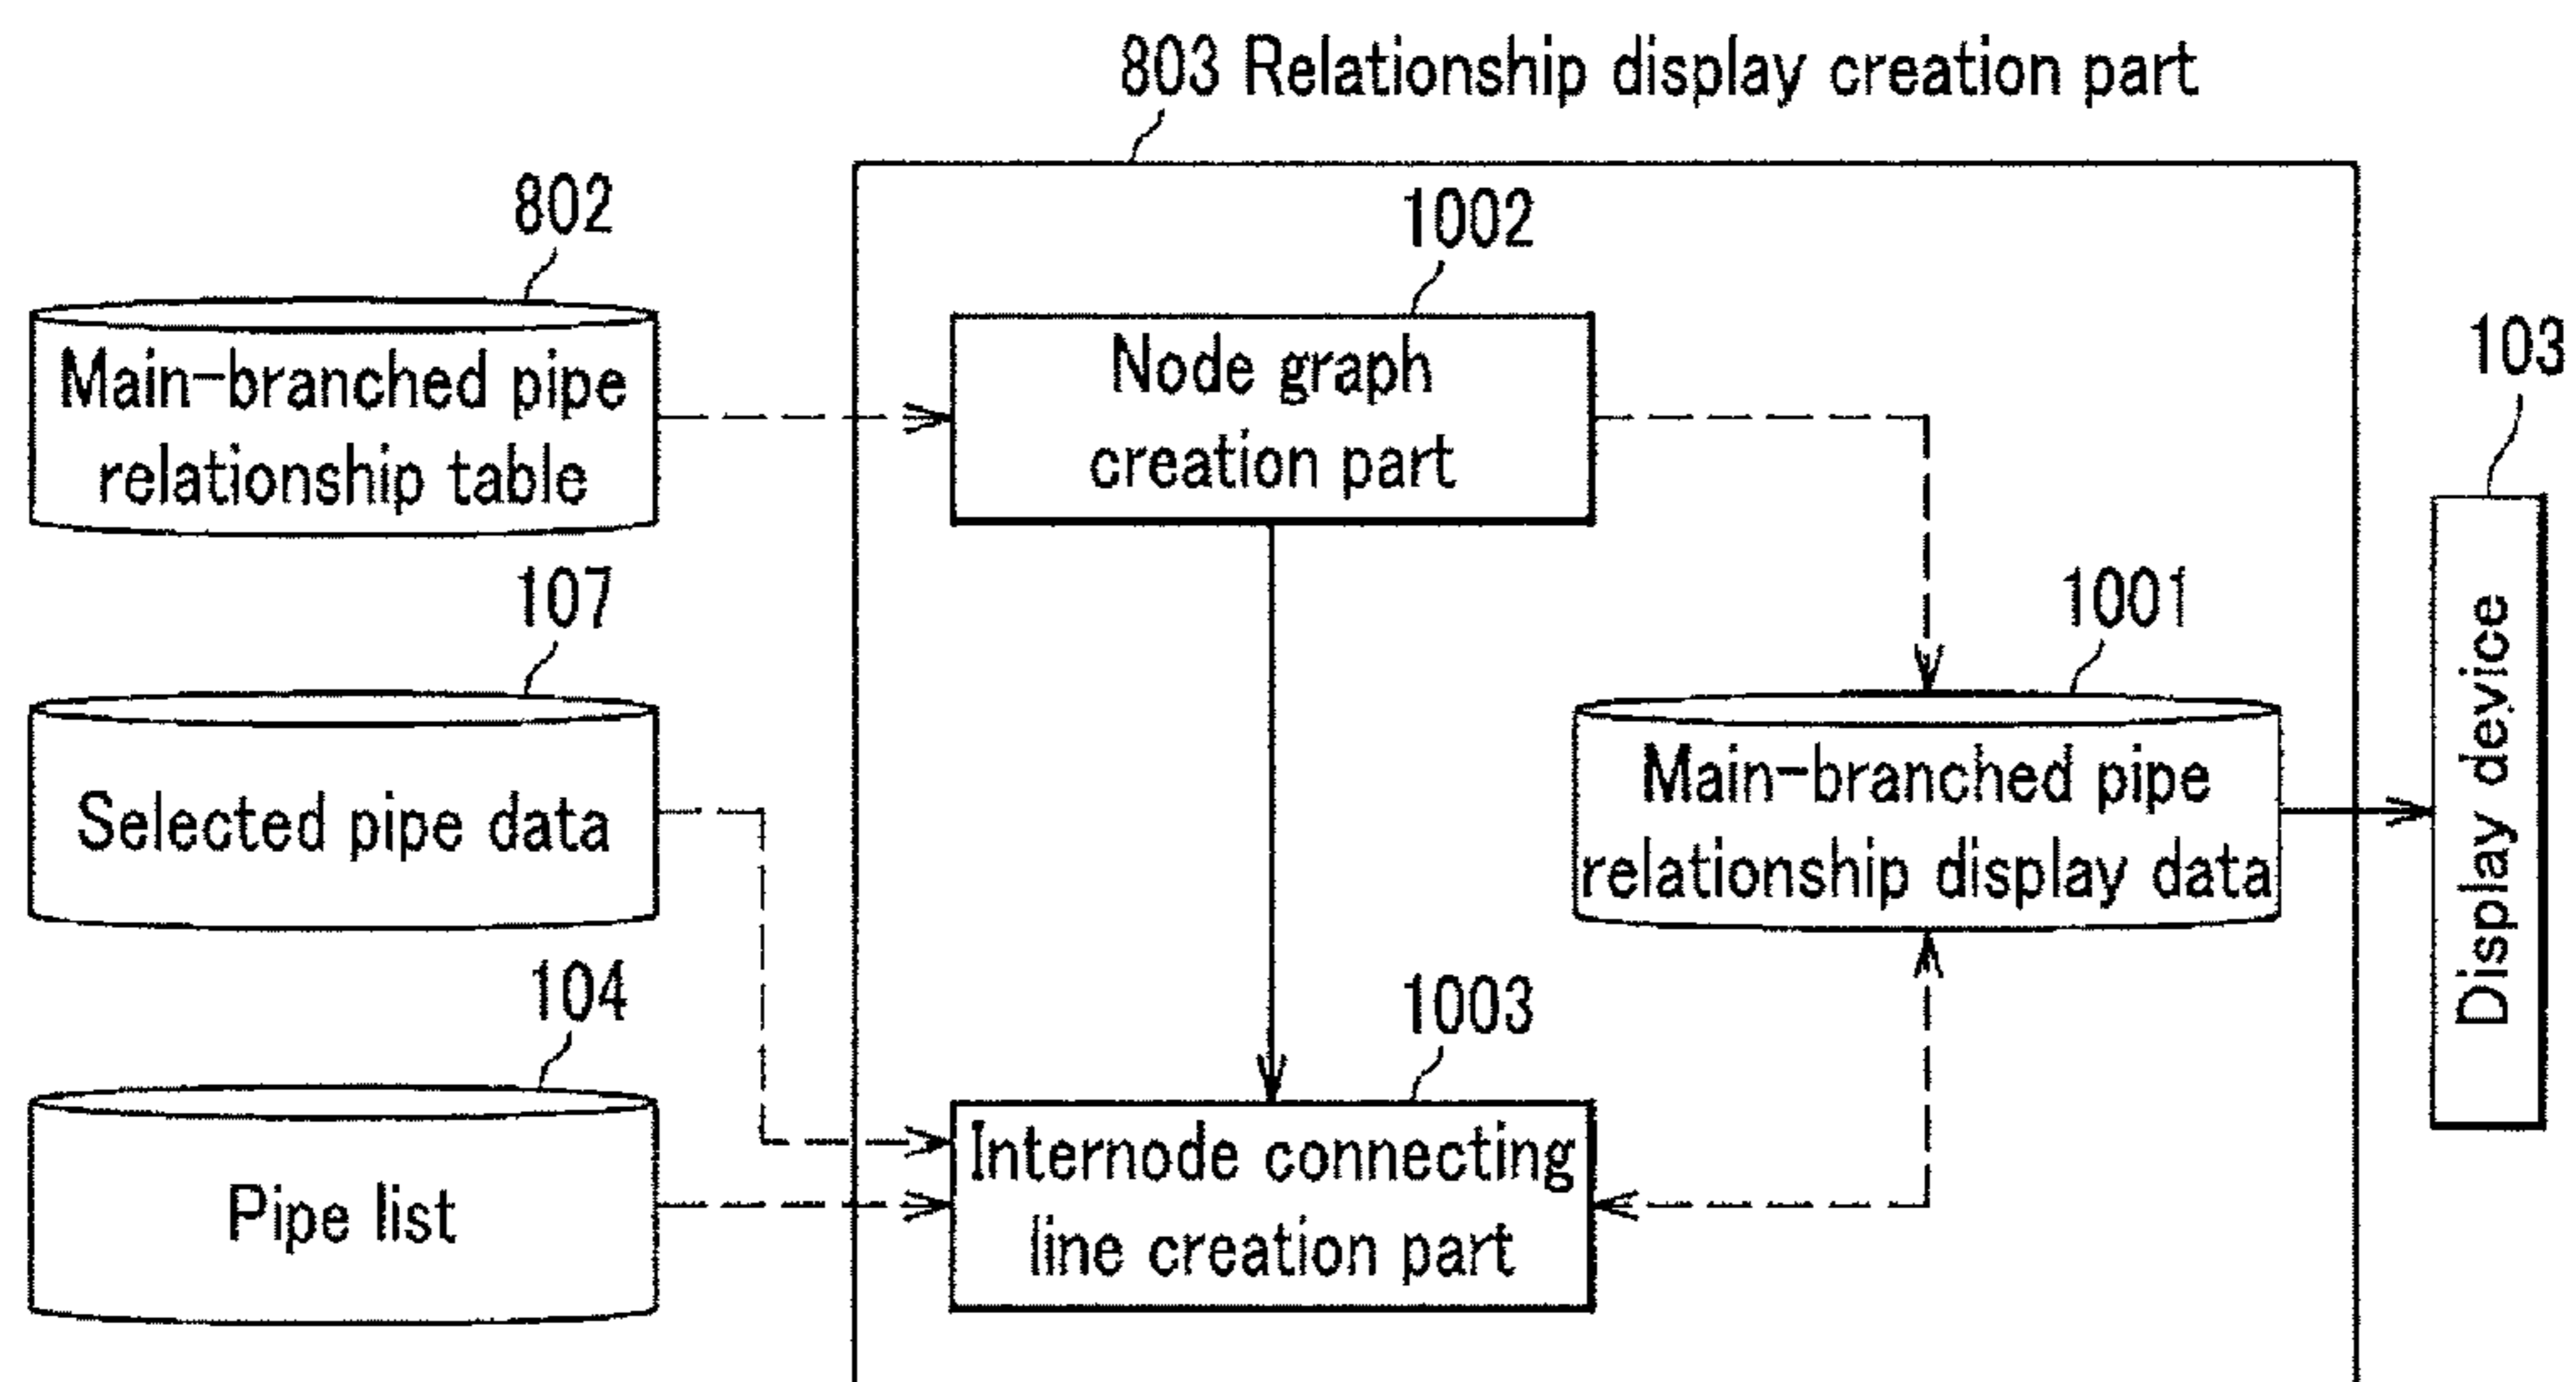 803 Relationship display creation part
802
Main-branched pipe
relationship table
1002
Node graph
creation part
103
Display device
107
Selected pipe data
1001
Main-branched pipe
relationship display data
104
Pipe list
1003
Internode connecting
line creation part